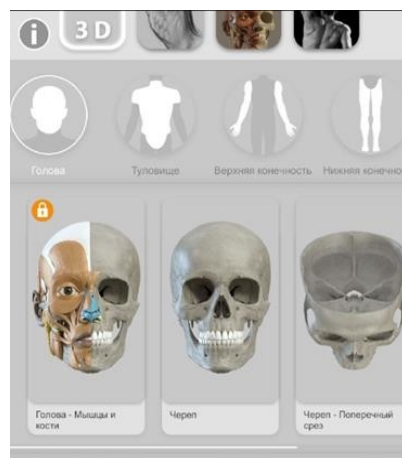 3D
Голова
Туловище
Верхняя конечность
Нижняя конечно
Голова - Мышцы и
кости
Череп
Череп - Поперечный
срез